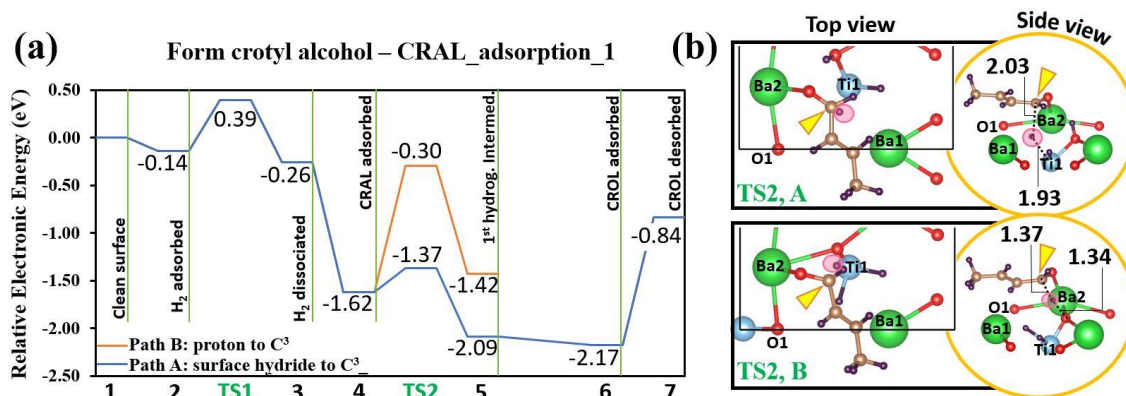 (a)
Form crotyl alcohol – CRAL_adsorption_1
Relative Electronic Energy (eV)
0.50
0.00
-0.50
-1.00
-1.50
-2.00
-2.50
-0.14
0.39
-0.26
-1.62
-0.30
-1.37
-1.42
-2.09
-2.17
-0.84
Clean surface
H₂ adsorbed
H₂ dissociated
CRAL adsorbed
1ˢᵗ hydrog. Intermed.
CROL adsorbed
CROL desorbed
Path B: proton to C³
Path A: surface hydride to C³_
1 2 TS1 3 4 TS2 5 6 7
(b)
Top view
Side view
Ba2
Ti1
O1
Ba1
TS2, A
2.03
Ba2
O1
Ti1
1.93
Ba2
Ti1
O1
Ba1
TS2, B
1.37
1.34
Ba2
O1
Ba1
Ti1